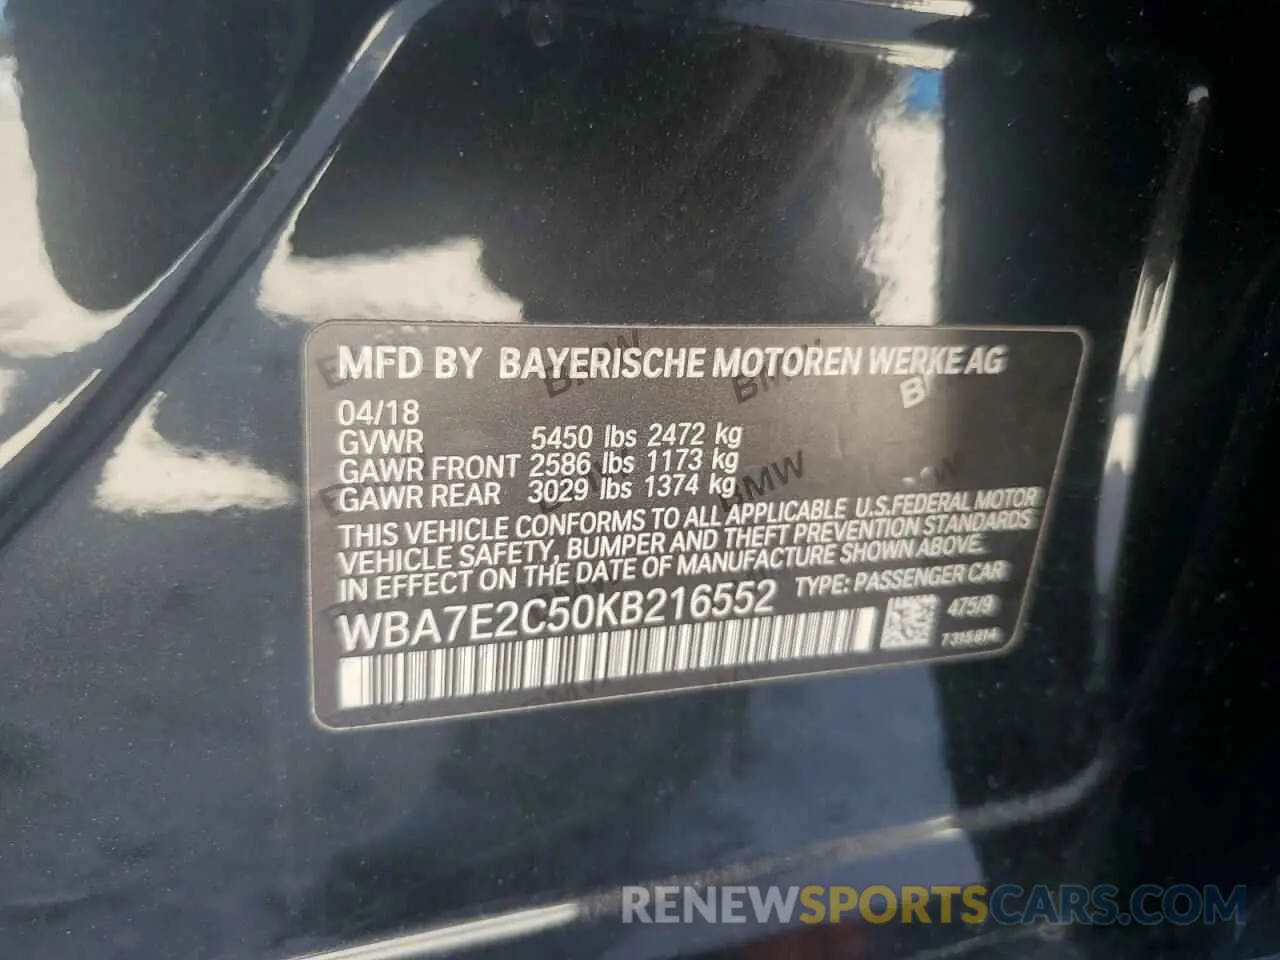 MFD BY BAYERISCHE MOTOREN WERKE AG
04/18
GVWR 5450 lbs 2472 kg
GAWR FRONT 2586 lbs 1173 kg
GAWR REAR 3029 lbs 1374 kg
THIS VEHICLE CONFORMS TO ALL APPLICABLE U.S.FEDERAL MOTOR
VEHICLE SAFETY, BUMPER AND THEFT PREVENTION STANDARDS
IN EFFECT ON THE DATE OF MANUFACTURE SHOWN ABOVE.
WBA7E2C50KB216552 TYPE: PASSENGER CAR
475/9
7315814
RENEWSPORTSCARS.COM